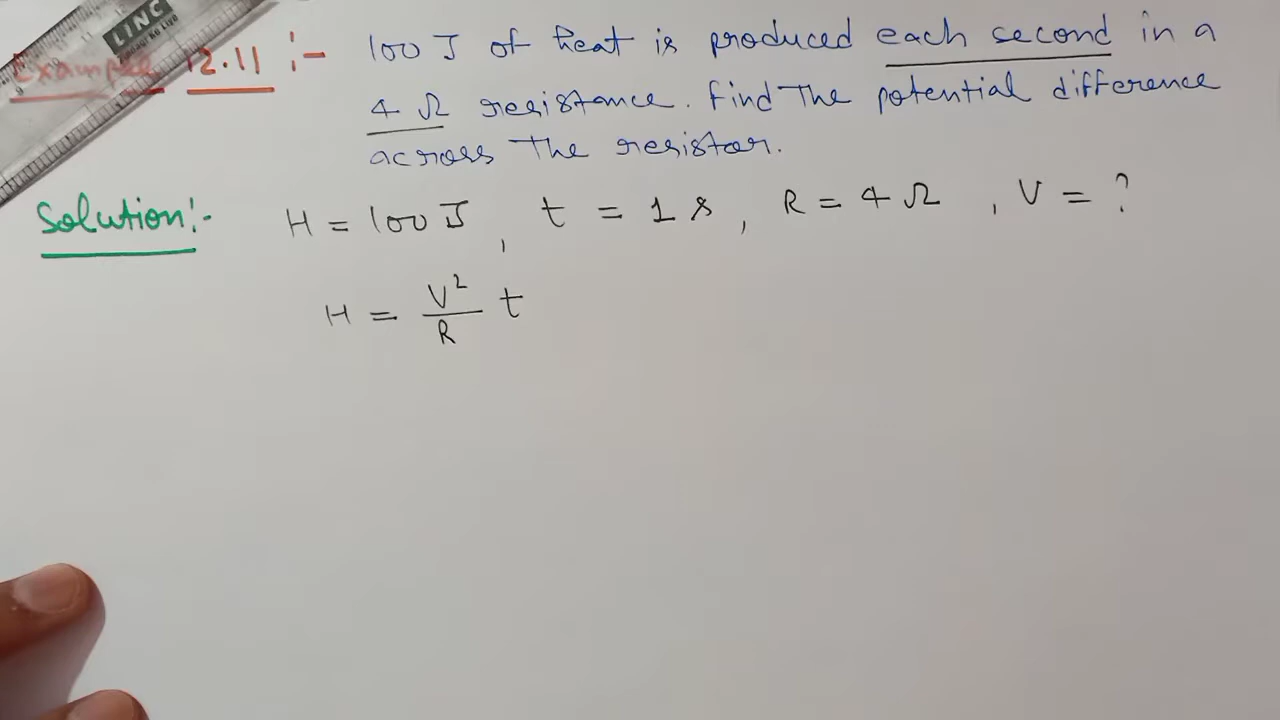 LINC
Example 12.11 :- 100 J of heat is produced each second in a
4 Ω resistance. Find The potential difference
across The resistor.
Solution:- H = 100 J, t = 1 s, R = 4 Ω, V = ?
H = V²/R t